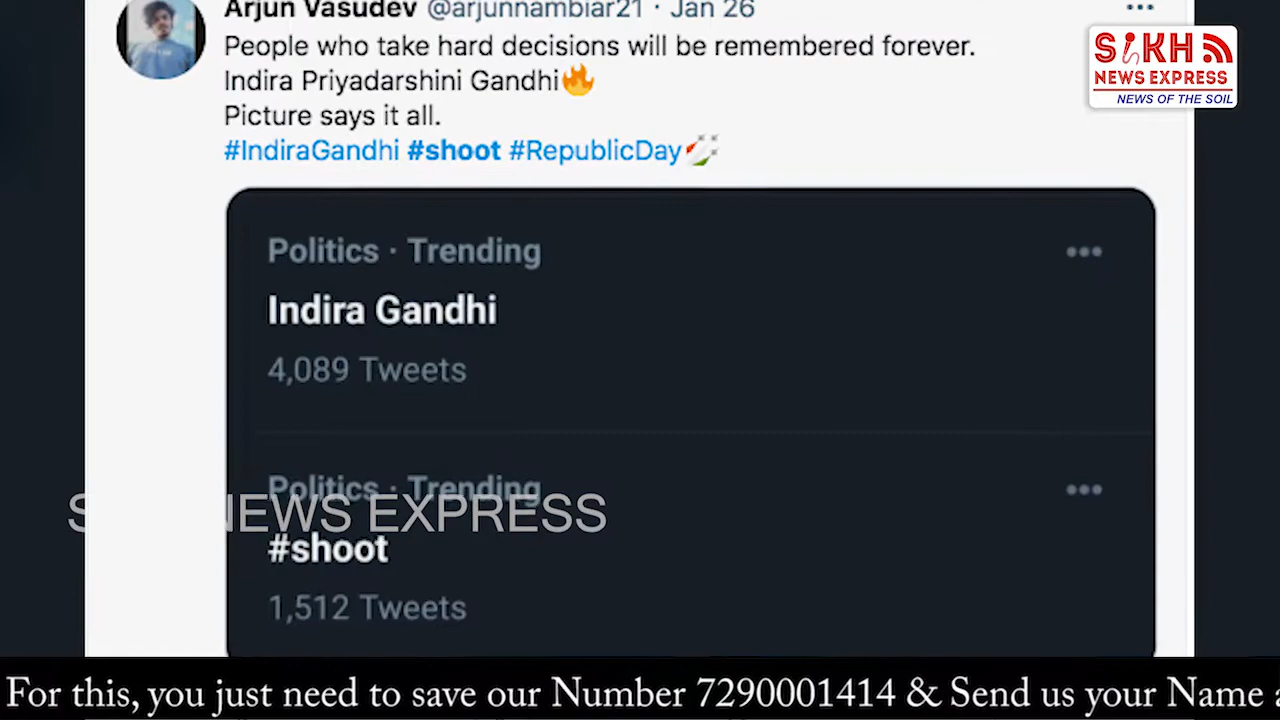 Arjun Vasudev @arjunnambiar21 · Jan 26
People who take hard decisions will be remembered forever.
Indira Priyadarshini Gandhi🔥
Picture says it all.
#IndiraGandhi #shoot #RepublicDay
SIKH
NEWS EXPRESS
NEWS OF THE SOIL
Politics · Trending
Indira Gandhi
4,089 Tweets
Politics · Trending
NEWS EXPRESS
#shoot
1,512 Tweets
For this, you just need to save our Number 7290001414 & Send us your Name